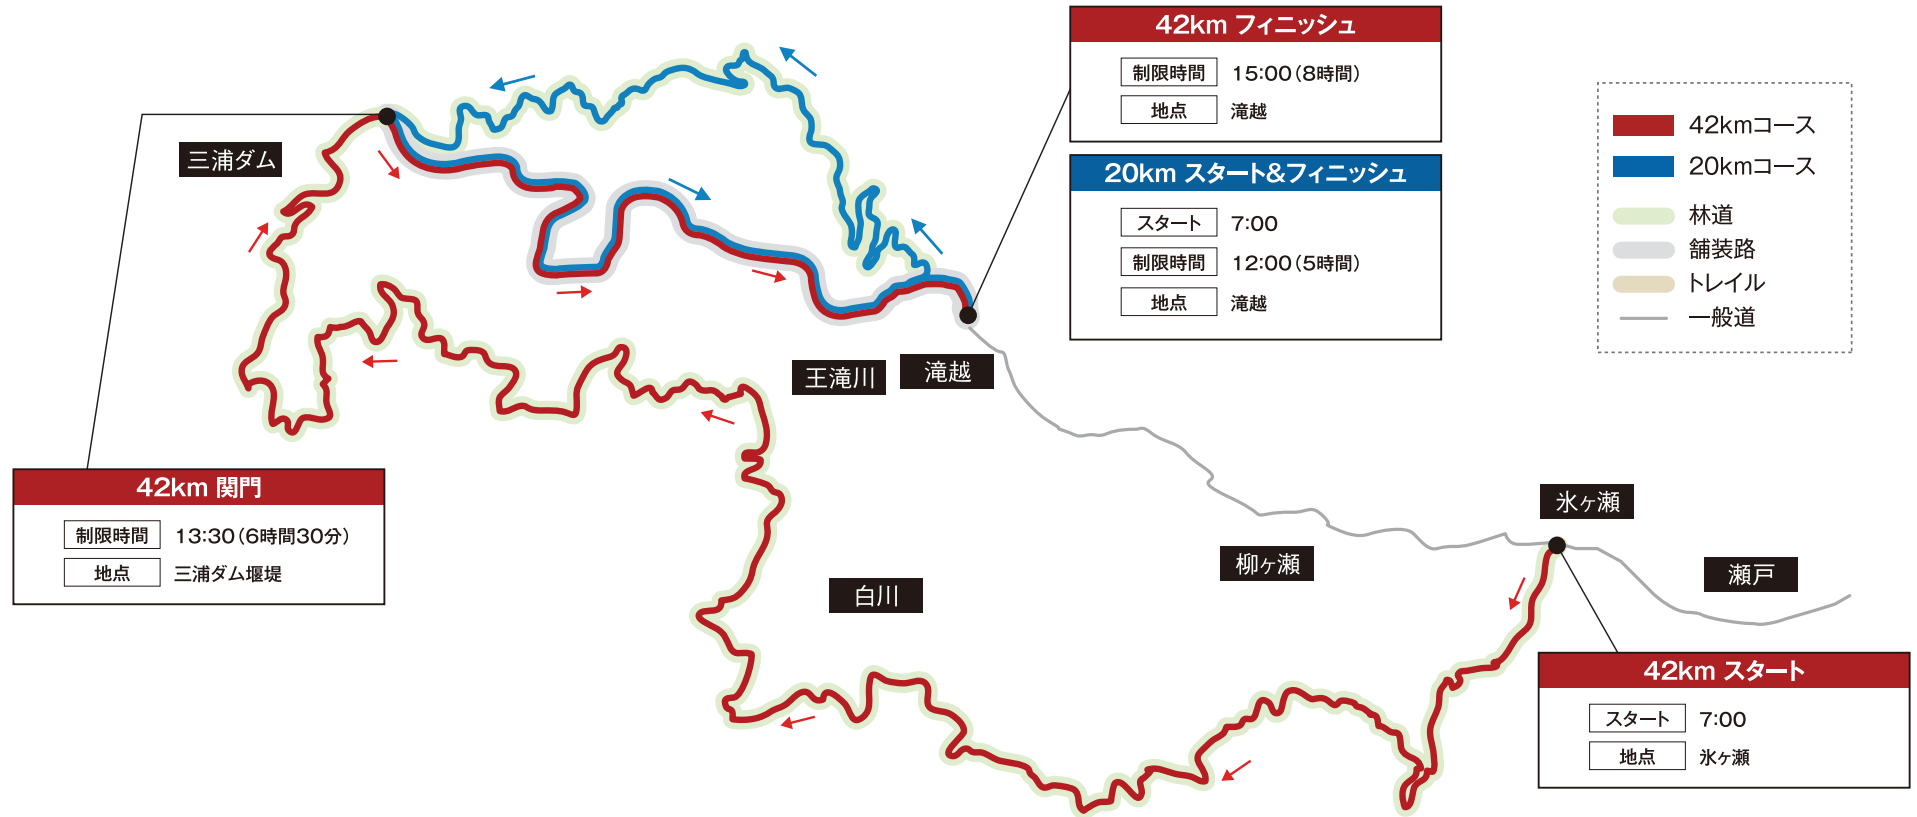 42km フィニッシュ
制限時間 15:00(8時間)
地点 滝越
20km スタート&フィニッシュ
スタート 7:00
制限時間 12:00(5時間)
地点 滝越
42kmコース
20kmコース
林道
舗装路
トレイル
一般道
三浦ダム
王滝川
滝越
42km 関門
制限時間 13:30(6時間30分)
地点 三浦ダム堰堤
氷ヶ瀬
柳ヶ瀬
瀬戸
白川
42km スタート
スタート 7:00
地点 氷ヶ瀬